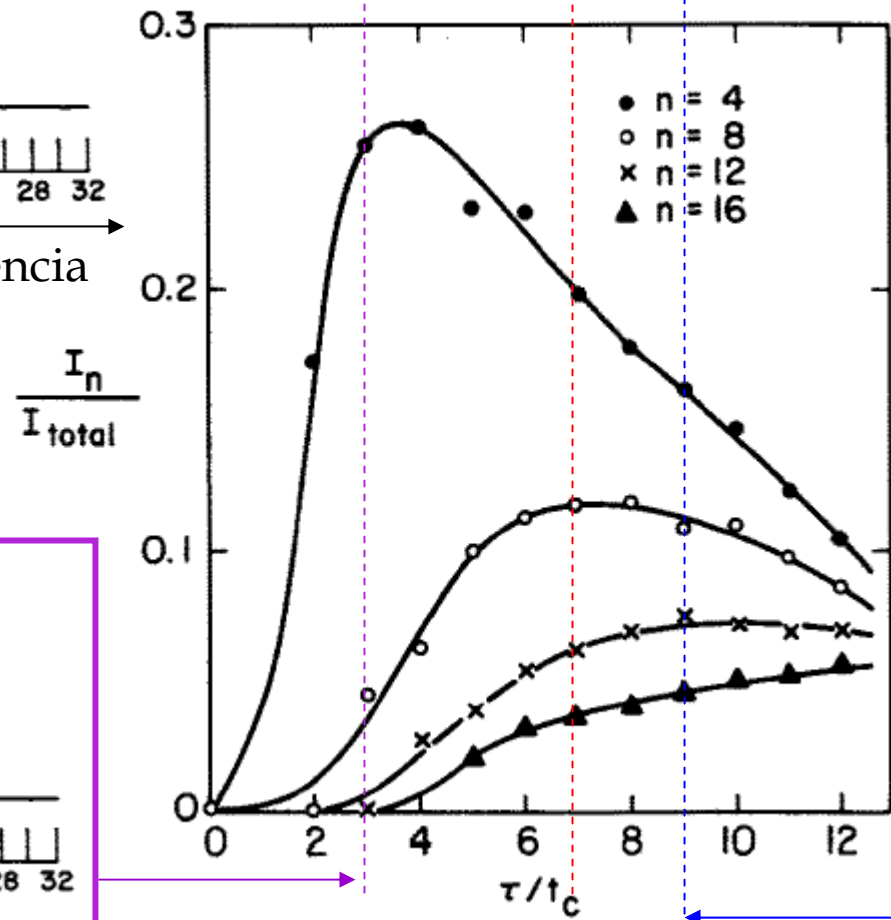 0.3
n = 4
n = 8
n = 12
n = 16
28 32
ncia
0.2
I_n
I_total
0.1
0
28 32
0 2 4 6 8 10 12
τ/t_c